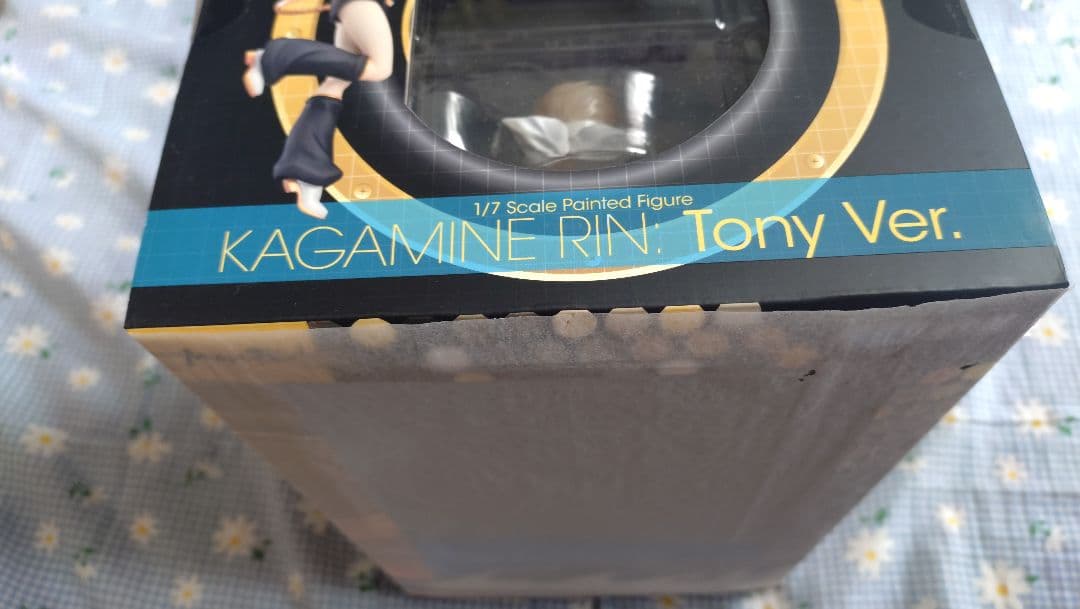 1/7 Scale Painted Figure
KAGAMINE RIN: Tony Ver.